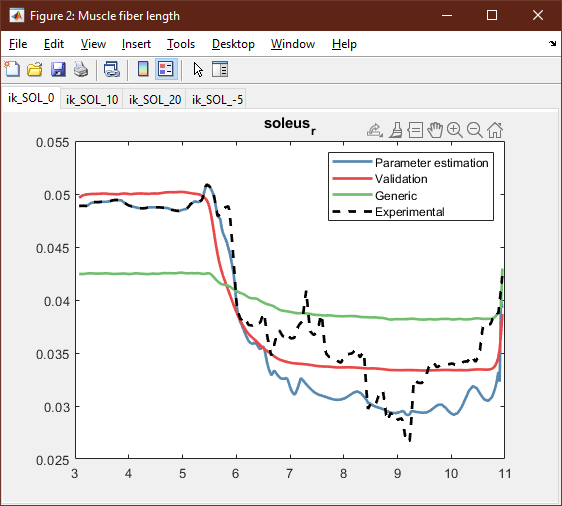 Figure 2: Muscle fiber length
File Edit View Insert Tools Desktop Window Help
ik_SOL_0 ik_SOL_10 ik_SOL_20 ik_SOL_-5
soleusr
Parameter estimation
Validation
Generic
Experimental
0.055
0.05
0.045
0.04
0.035
0.03
0.025
3 4 5 6 7 8 9 10 11